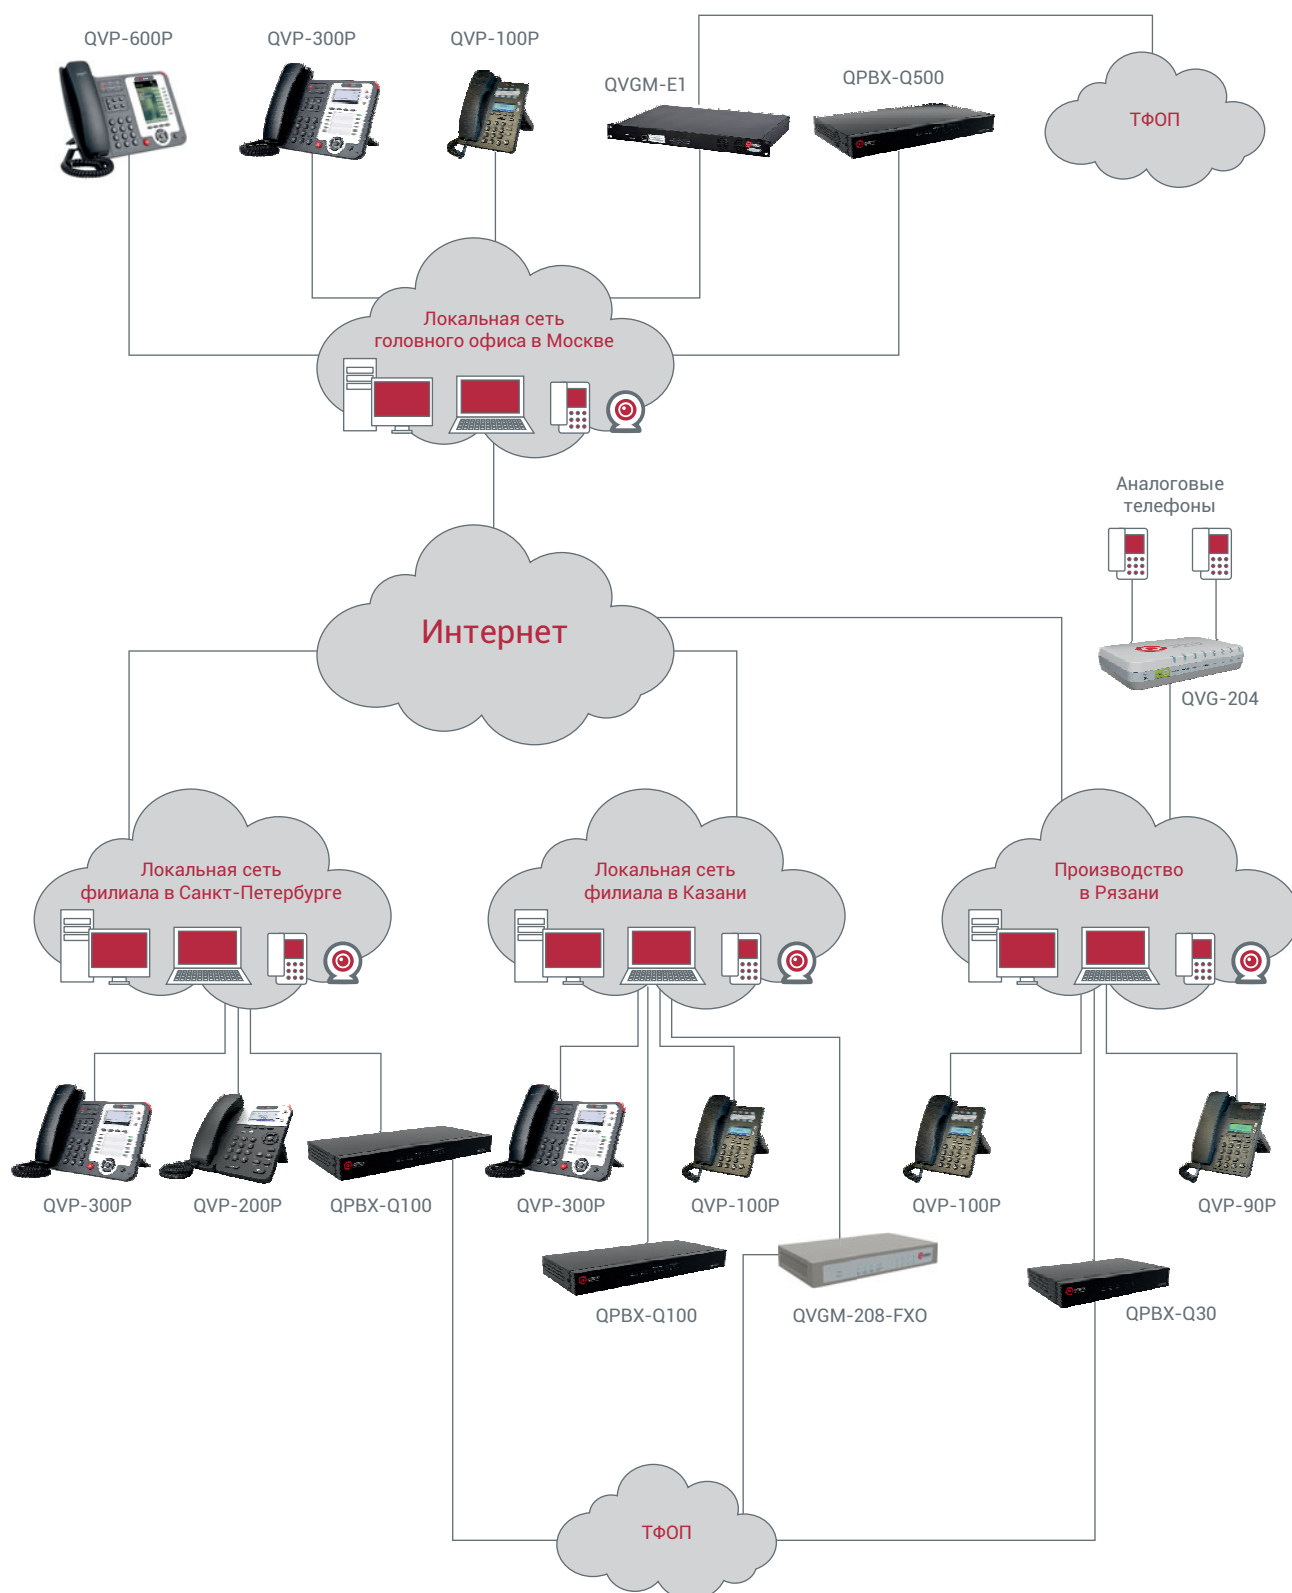 QVP-600P
QVP-300P
QVP-100P
QVGM-E1
QPBX-Q500
ТФОП
Локальная сеть
головного офиса в Москве
Аналоговые
телефоны
Интернет
QVG-204
Локальная сеть
филиала в Санкт-Петербурге
Локальная сеть
филиала в Казани
Производство
в Рязани
QVP-300P
QVP-200P
QPBX-Q100
QVP-300P
QVP-100P
QVP-100P
QVP-90P
QPBX-Q100
QVGM-208-FXO
QPBX-Q30
ТФОП